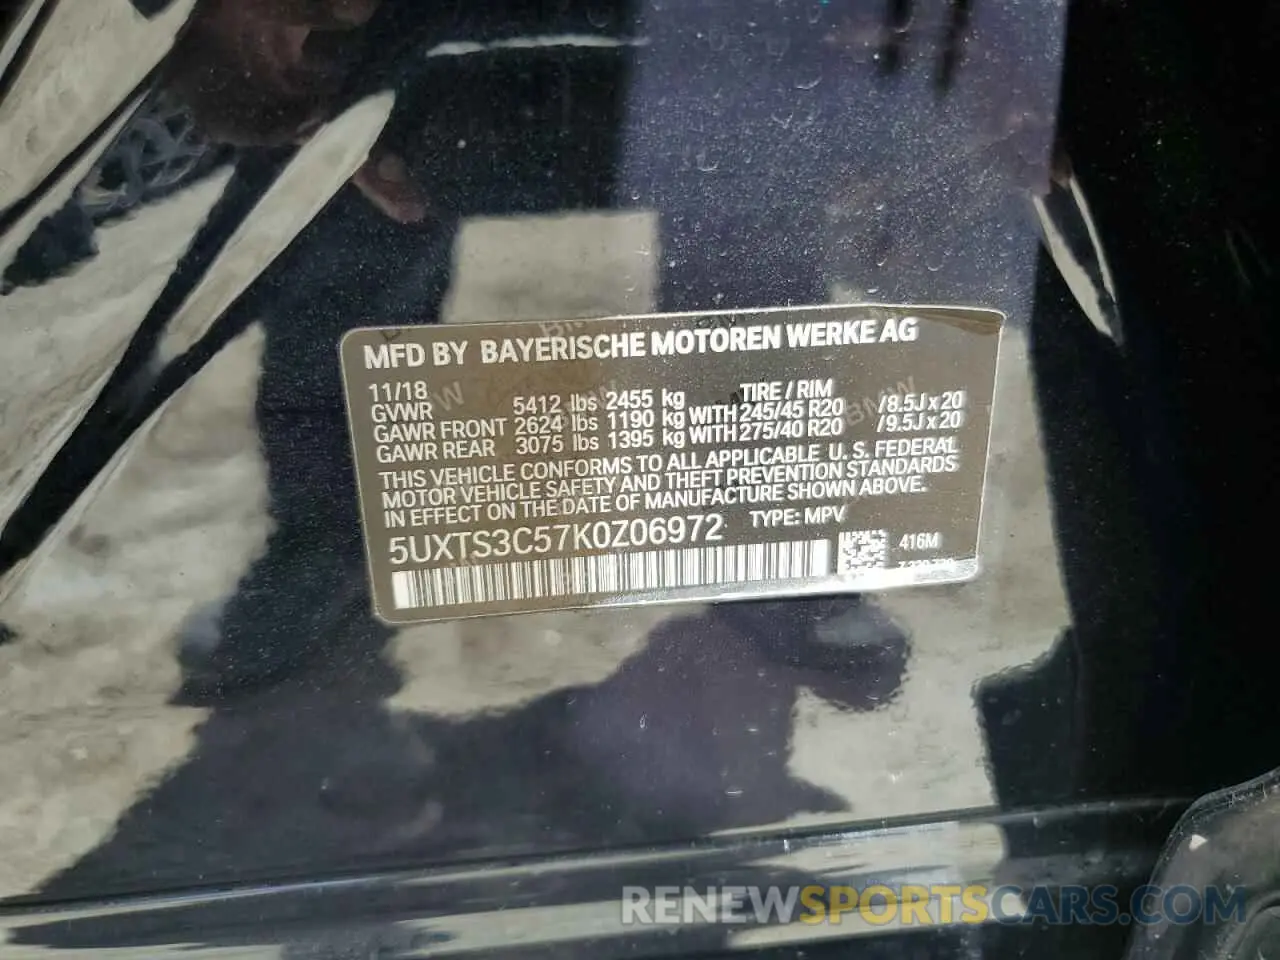 MFD BY BAYERISCHE MOTOREN WERKE AG
11/18 TIRE / RIM
GVWR 5412 lbs 2455 kg
GAWR FRONT 2624 lbs 1190 kg WITH 245/45 R20 /8.5J x 20
GAWR REAR 3075 lbs 1395 kg WITH 275/40 R20 /9.5J x 20
THIS VEHICLE CONFORMS TO ALL APPLICABLE U. S. FEDERAL
MOTOR VEHICLE SAFETY AND THEFT PREVENTION STANDARDS
IN EFFECT ON THE DATE OF MANUFACTURE SHOWN ABOVE.
5UXTS3C57K0Z06972 TYPE: MPV
416M
RENEWSPORTSCARS.COM